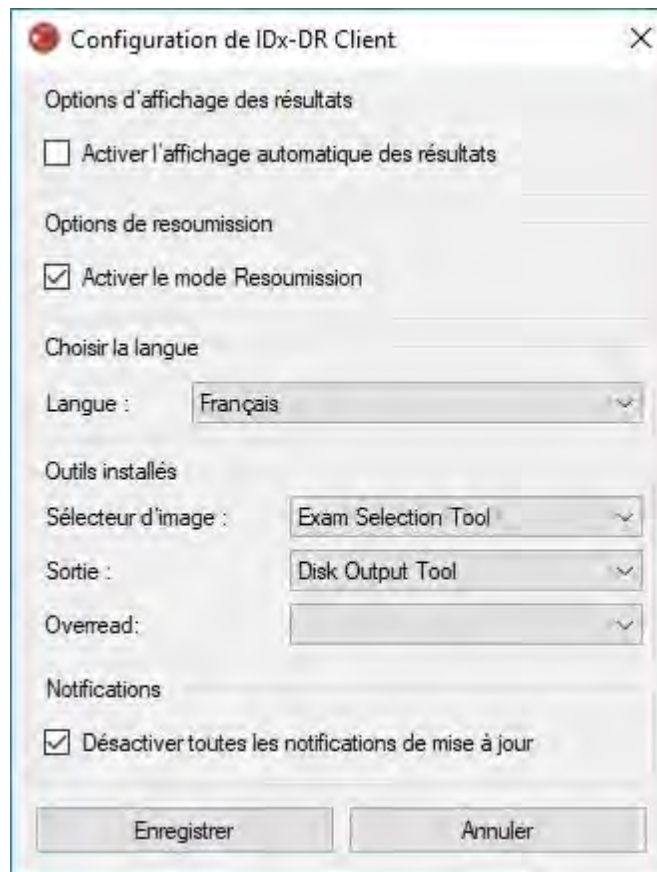 Configuration de IDx-DR Client
Options d'affichage des résultats
Activer l'affichage automatique des résultats
Options de resoumission
Activer le mode Resoumission
Choisir la langue
Langue : Français
Outils installés
Sélecteur d'image : Exam Selection Tool
Sortie : Disk Output Tool
Overread:
Notifications
Désactiver toutes les notifications de mise à jour
Enregistrer Annuler